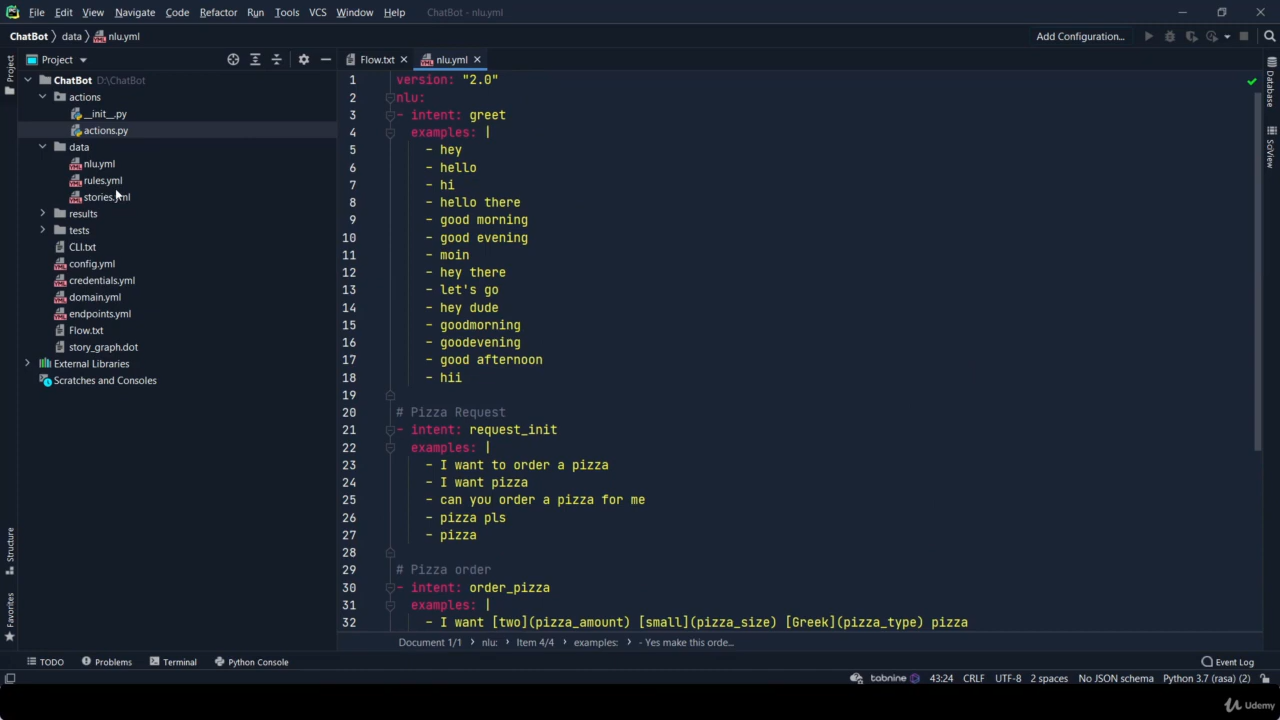 File Edit View Navigate Code Refactor Run Tools VCS Window Help ChatBot - nlu.yml
ChatBot data nlu.yml Add Configuration...
Project Flow.txt nlu.yml
Project
Database
SciView
Structure
Favorites
ChatBot D:\ChatBot
actions
__init__.py
actions.py
data
nlu.yml
rules.yml
stories.yml
results
tests
CLI.txt
config.yml
credentials.yml
domain.yml
endpoints.yml
Flow.txt
story_graph.dot
External Libraries
Scratches and Consoles
1 version: "2.0"
2 nlu:
3 - intent: greet
4 examples: |
5 - hey
6 - hello
7 - hi
8 - hello there
9 - good morning
10 - good evening
11 - moin
12 - hey there
13 - let's go
14 - hey dude
15 - goodmorning
16 - goodevening
17 - good afternoon
18 - hii
19
20 # Pizza Request
21 - intent: request_init
22 examples: |
23 - I want to order a pizza
24 - I want pizza
25 - can you order a pizza for me
26 - pizza pls
27 - pizza
28
29 # Pizza order
30 - intent: order_pizza
31 examples: |
32 - I want [two](pizza_amount) [small](pizza_size) [Greek](pizza_type) pizza
Document 1/1 nlu: Item 4/4 examples: - Yes make this orde...
TODO Problems Terminal Python Console Event Log
tabnine 43:24 CRLF UTF-8 2 spaces No JSON schema Python 3.7 (rasa) (2)
Udemy